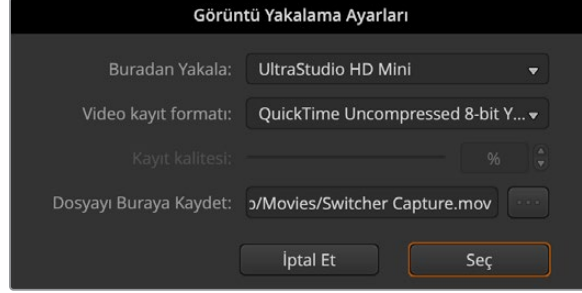 Görüntü Yakalama Ayarları
Buradan Yakala: UltraStudio HD Mini
Video kayıt formatı: QuickTime Uncompressed 8-bit Y...
Kayıt kalitesi: %
Dosyayı Buraya Kaydet: o/Movies/Switcher Capture.mov ...
İptal Et Seç